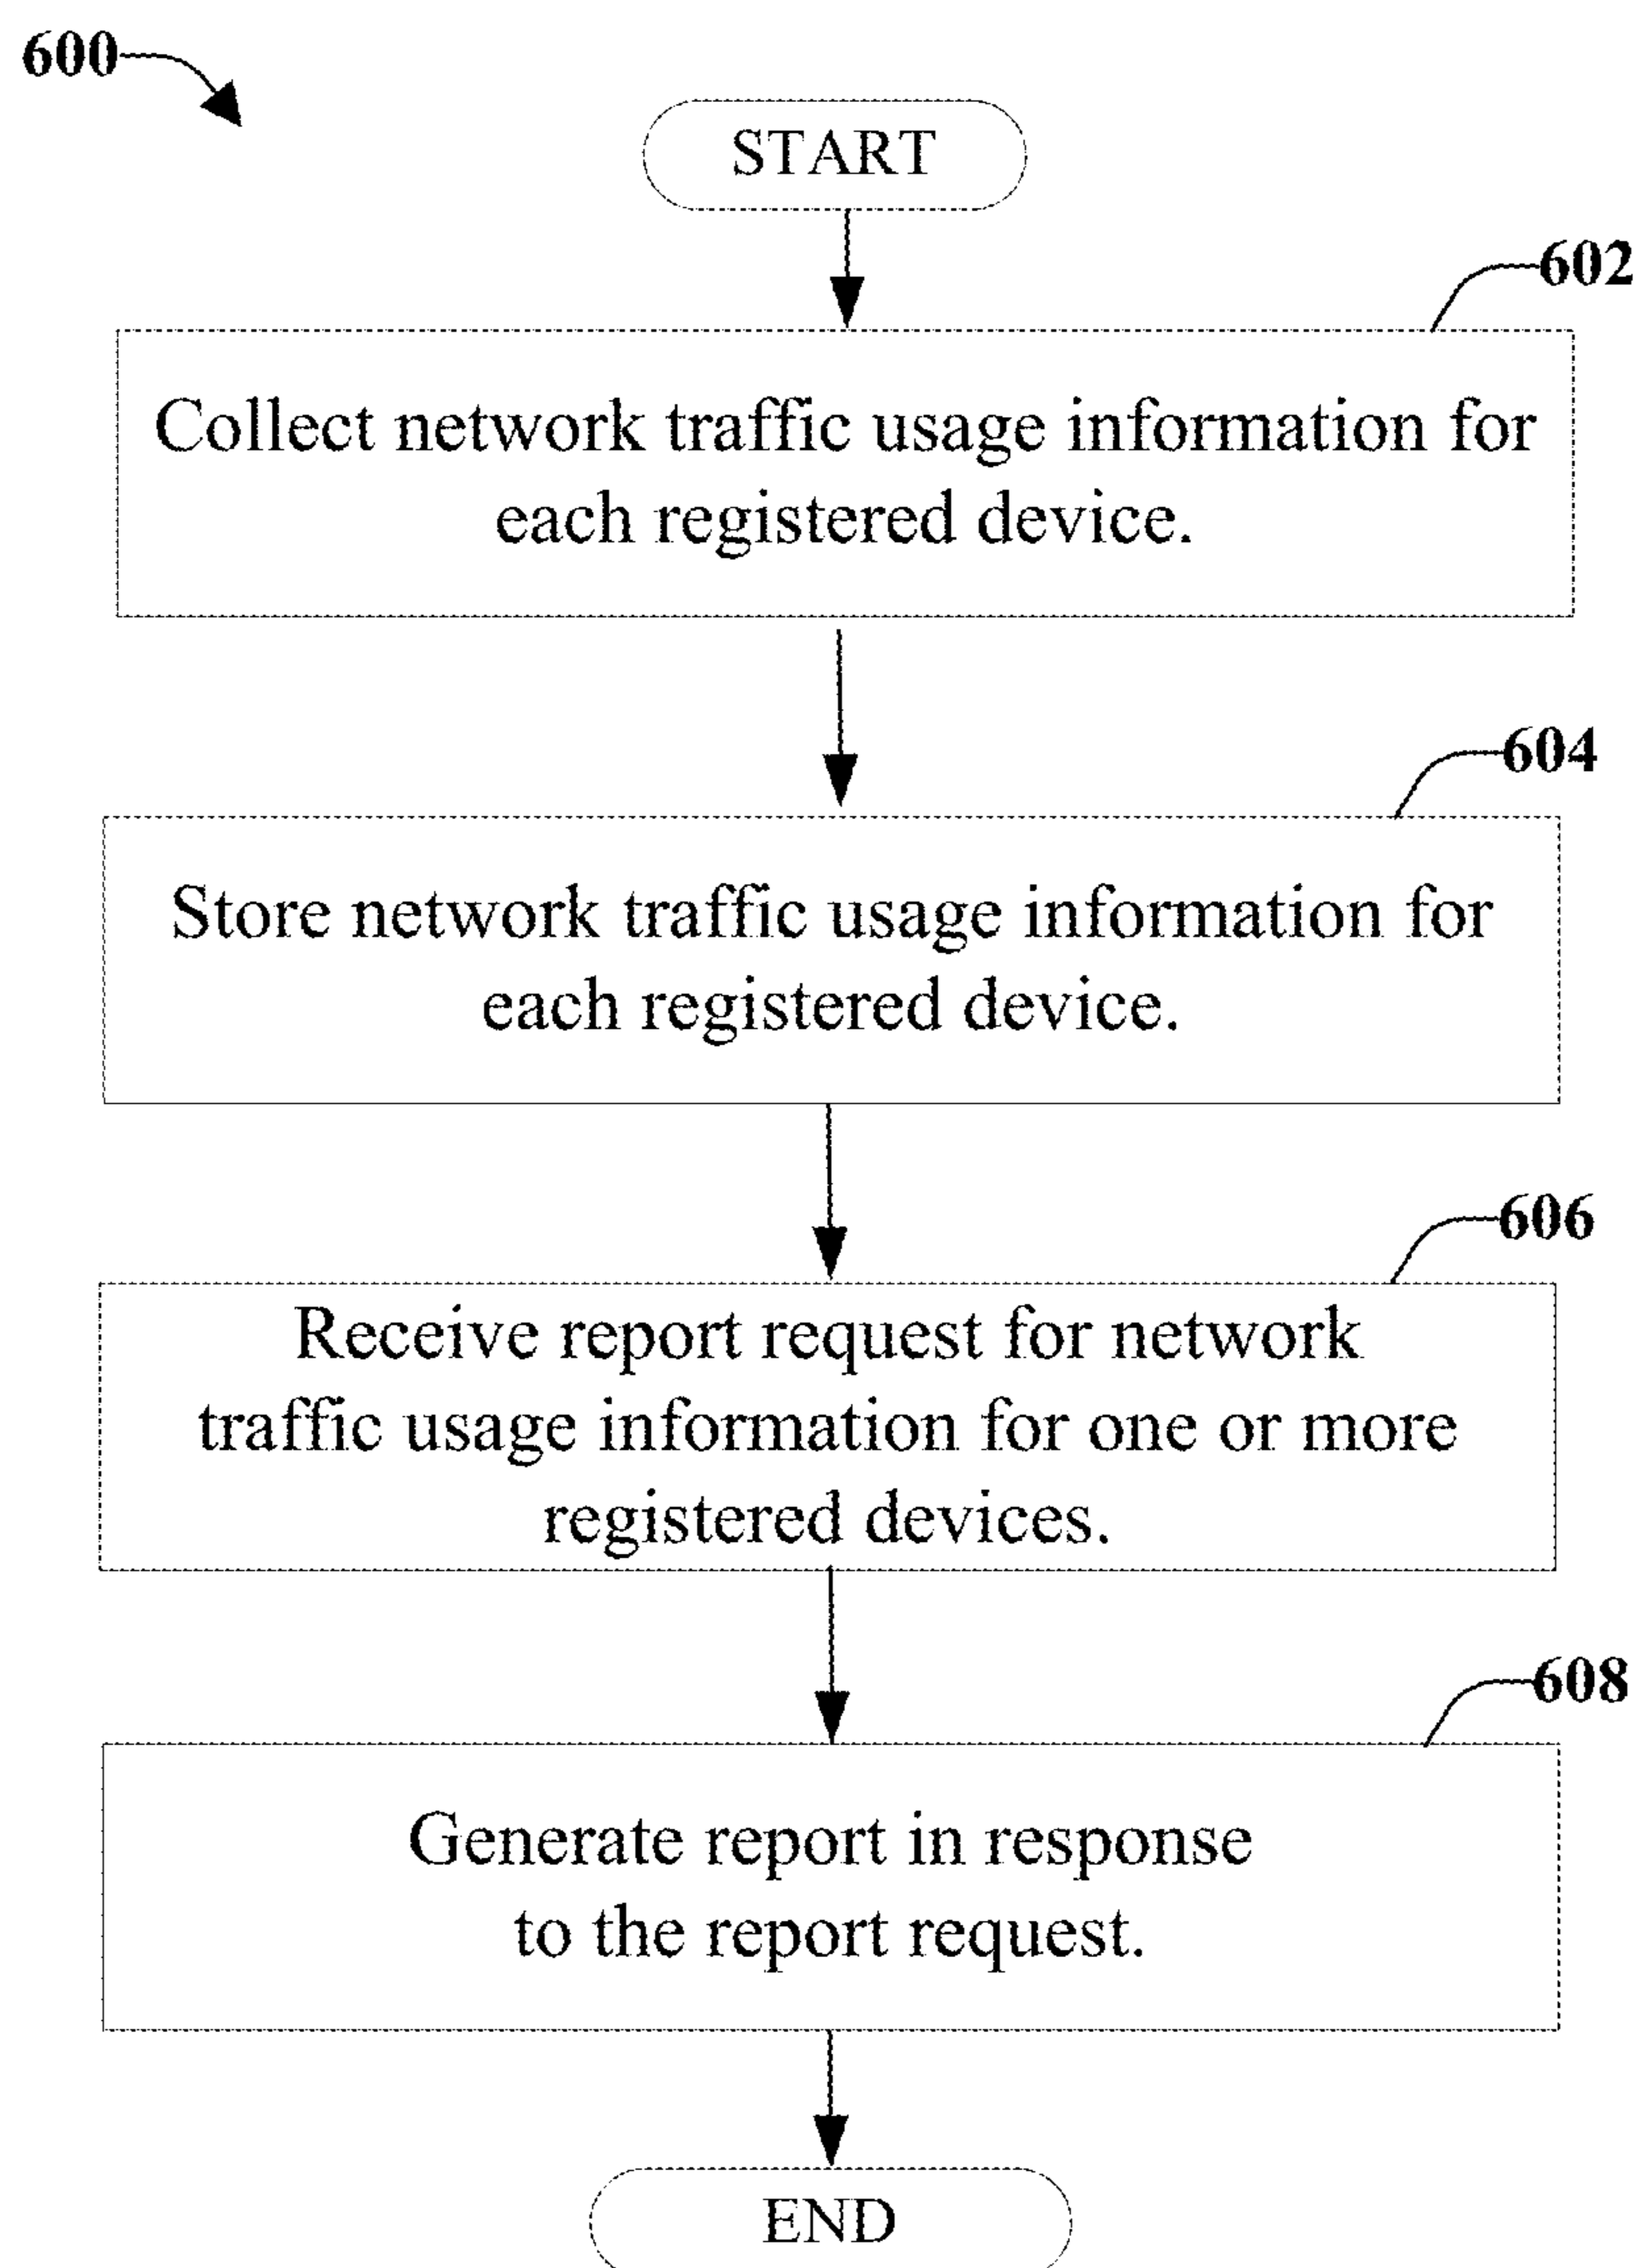 600
START
602
Collect network traffic usage information for
each registered device.
604
Store network traffic usage information for
each registered device.
606
Receive report request for network
traffic usage information for one or more
registered devices.
608
Generate report in response
to the report request.
END